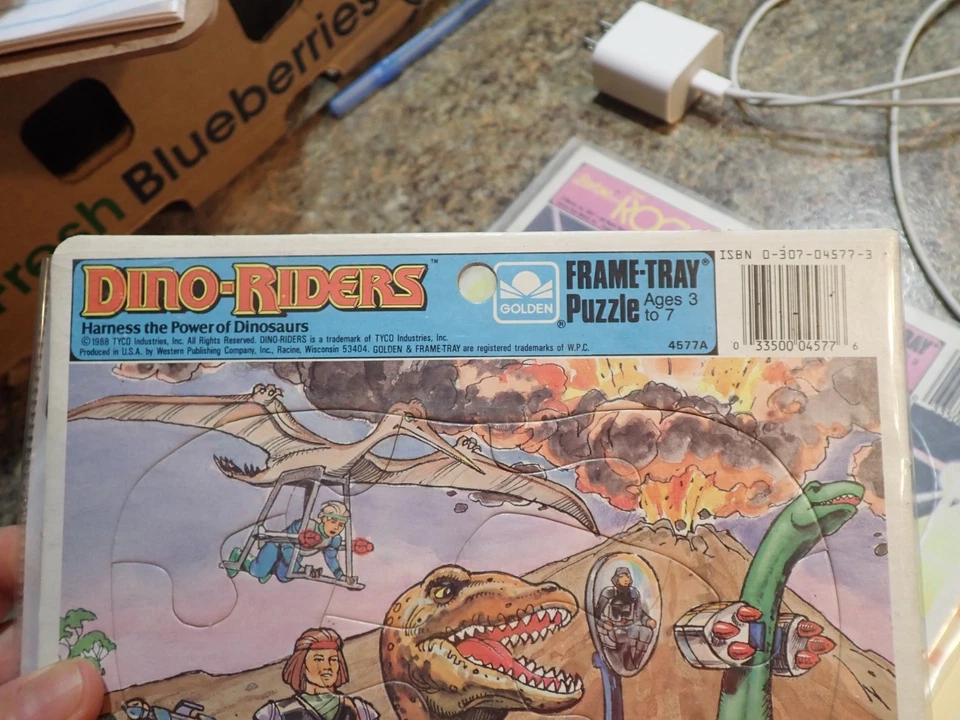 Fresh Blueberries
ROC
DINO-RIDERS™
Harness the Power of Dinosaurs
©1988 TYCO Industries, Inc. All Rights Reserved. DINO-RIDERS is a trademark of TYCO Industries, Inc.
Produced in U.S.A. by Western Publishing Company, Inc., Racine, Wisconsin 53404. GOLDEN & FRAME-TRAY are registered trademarks of W.P.C.
GOLDEN®
FRAME-TRAY®
Puzzle Ages 3 to 7
4577A
ISBN 0-307-04577-3
0 33500 04577 6